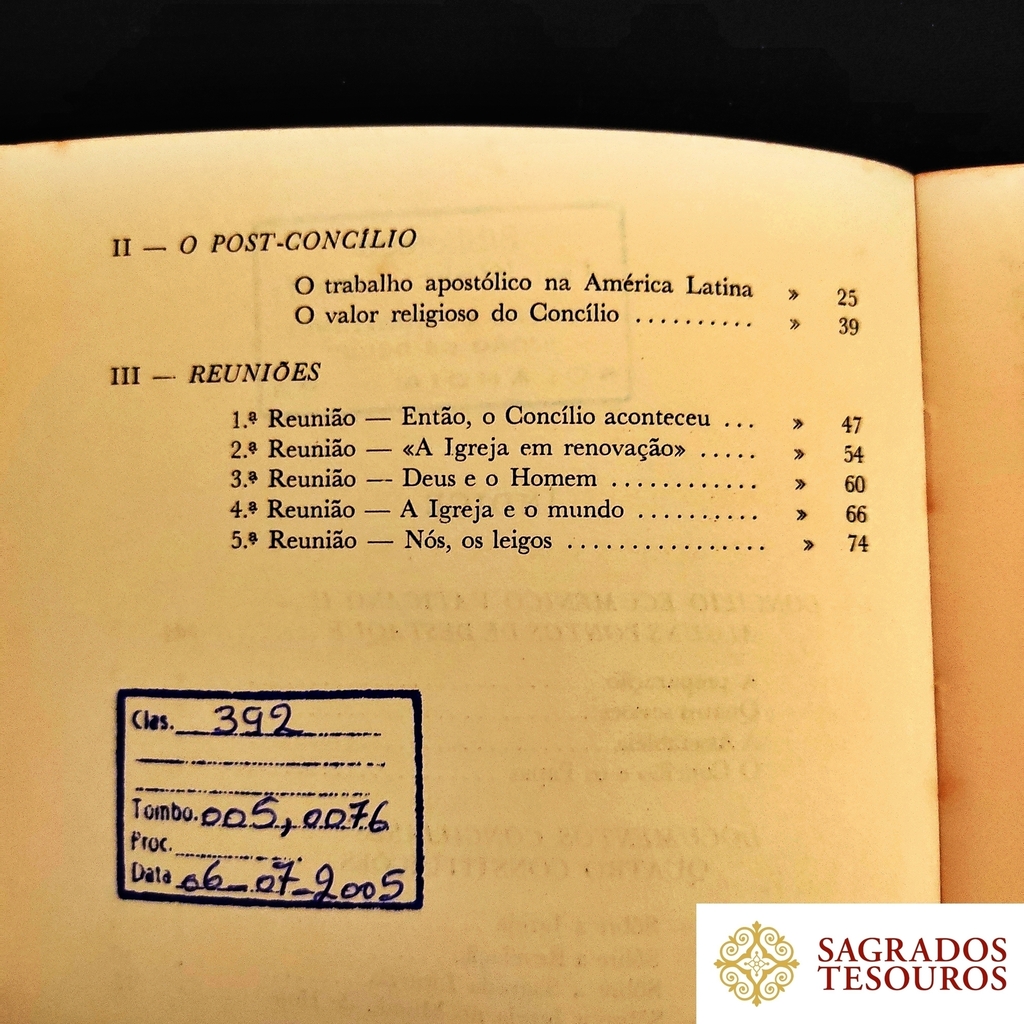 II — O POST-CONCÍLIO
O trabalho apostólico na América Latina » 25
O valor religioso do Concílio .......... » 39
III — REUNIÕES
1.ª Reunião — Então, o Concílio aconteceu ... » 47
2.ª Reunião — «A Igreja em renovação» ..... » 54
3.ª Reunião — Deus e o Homem ............ » 60
4.ª Reunião — A Igreja e o mundo .......... » 66
5.ª Reunião — Nós, os leigos ................ » 74
Clas. 392
Tombo. 005,0076
Proc.
Data 06-07-2005
SAGRADOS
TESOUROS